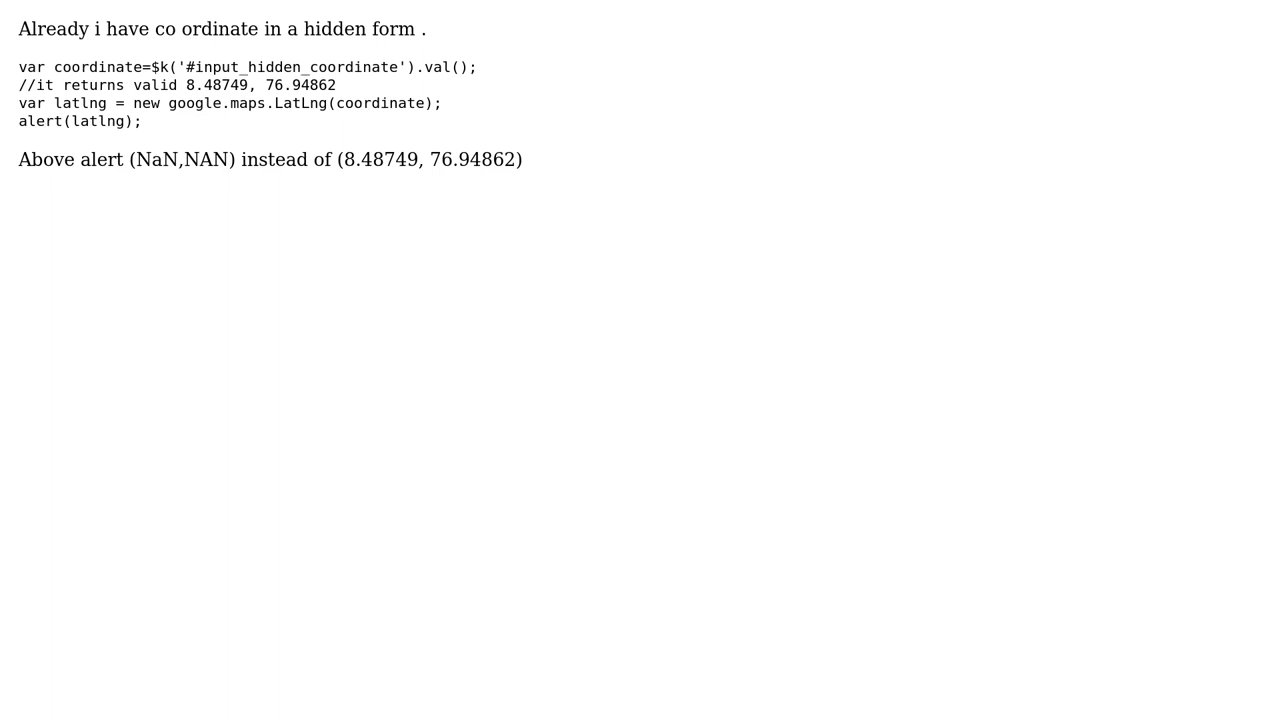 Already i have co ordinate in a hidden form .
var coordinate=$k('#input_hidden_coordinate').val();
//it returns valid 8.48749, 76.94862
var latlng = new google.maps.LatLng(coordinate);
alert(latlng);
Above alert (NaN,NAN) instead of (8.48749, 76.94862)